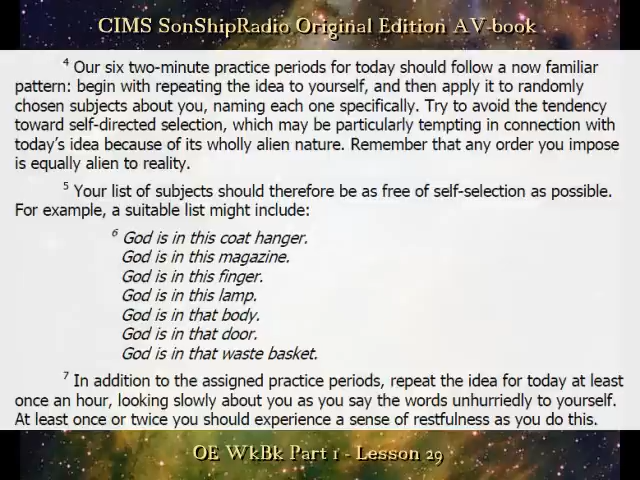 CIMS SonShipRadio Original Edition AV-book
4 Our six two-minute practice periods for today should follow a now familiar
pattern: begin with repeating the idea to yourself, and then apply it to randomly
chosen subjects about you, naming each one specifically. Try to avoid the tendency
toward self-directed selection, which may be particularly tempting in connection with
today's idea because of its wholly alien nature. Remember that any order you impose
is equally alien to reality.
5 Your list of subjects should therefore be as free of self-selection as possible.
For example, a suitable list might include:
6 God is in this coat hanger.
God is in this magazine.
God is in this finger.
God is in this lamp.
God is in that body.
God is in that door.
God is in that waste basket.
7 In addition to the assigned practice periods, repeat the idea for today at least
once an hour, looking slowly about you as you say the words unhurriedly to yourself.
At least once or twice you should experience a sense of restfulness as you do this.
OE WkBk Part 1 - Lesson 29